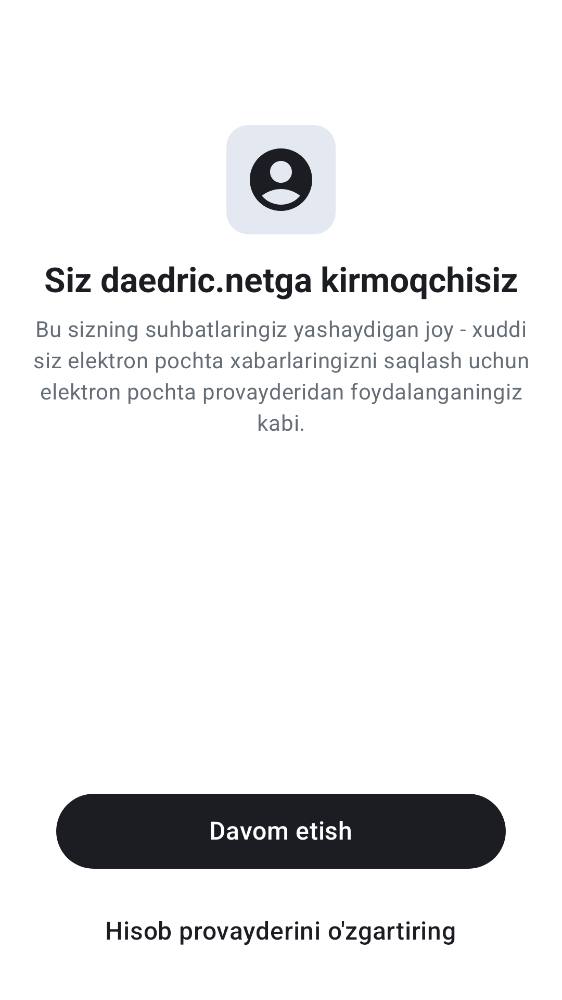 Siz daedric.netga kirmoqchisiz
Bu sizning suhbatlaringiz yashaydigan joy - xuddi
siz elektron pochta xabarlaringizni saqlash uchun
elektron pochta provayderidan foydalanganingiz
kabi.
Davom etish
Hisob provayderini o'zgartiring